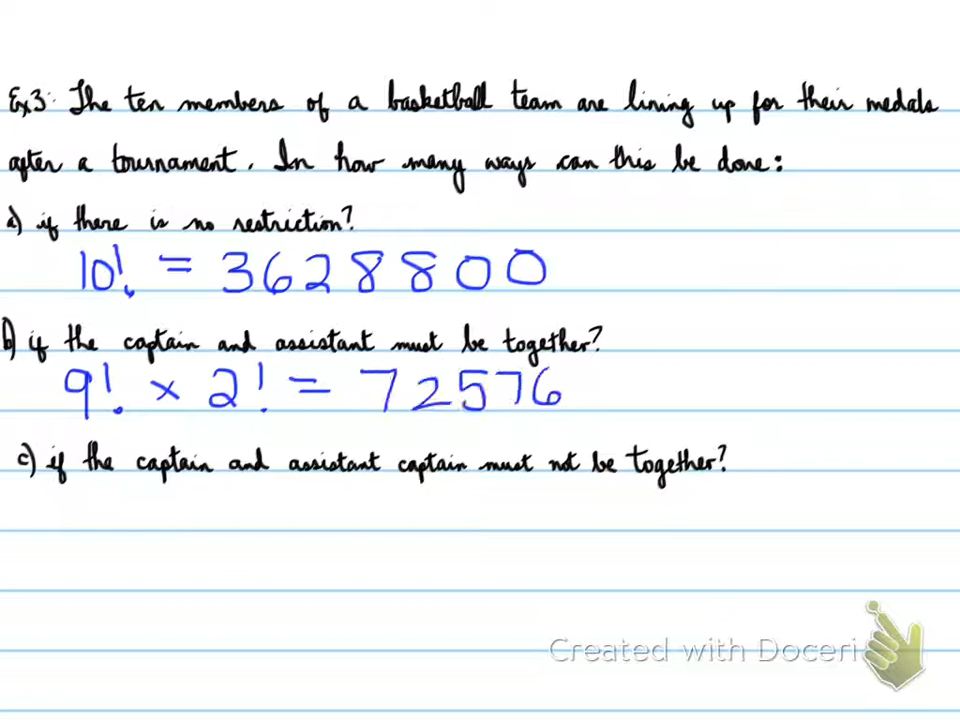 Ex3: The ten members of a basketball team are lining up for their medals
after a tournament. In how many ways can this be done:
a) if there is no restriction?
10! = 3628800
b) if the captain and assistant must be together?
9! × 2! = 72576
c) if the captain and assistant captain must not be together?
Created with Doceri